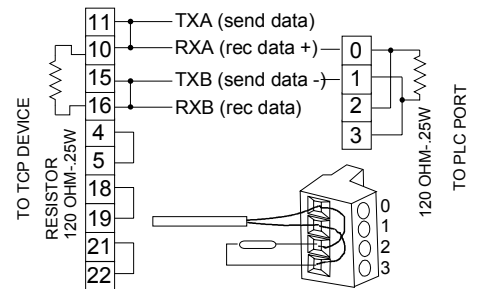 11 TXA (send data)
10 RXA (rec data +) 0
15 TXB (send data -) 1
16 RXB (rec data) 2
4 3
5
18
19
21
22
TO TCP DEVICE
RESISTOR
120 OHM-.25W
120 OHM-.25W
TO PLC PORT
0
1
2
3